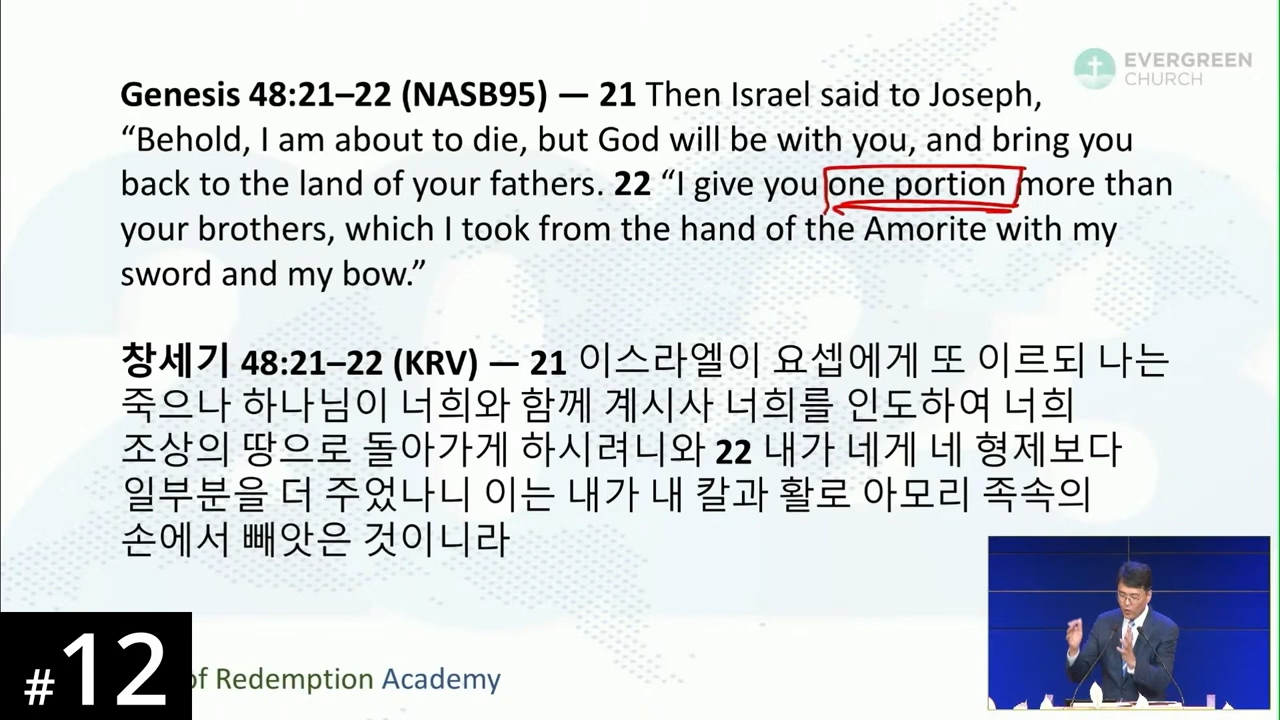 EVERGREEN
CHURCH
Genesis 48:21–22 (NASB95) — 21 Then Israel said to Joseph,
“Behold, I am about to die, but God will be with you, and bring you
back to the land of your fathers. 22 “I give you one portion more than
your brothers, which I took from the hand of the Amorite with my
sword and my bow.”
창세기 48:21–22 (KRV) — 21 이스라엘이 요셉에게 또 이르되 나는
죽으나 하나님이 너희와 함께 계시사 너희를 인도하여 너희
조상의 땅으로 돌아가게 하시려니와 22 내가 네게 네 형제보다
일부분을 더 주었나니 이는 내가 내 칼과 활로 아모리 족속의
손에서 빼앗은 것이니라
#12
of Redemption Academy